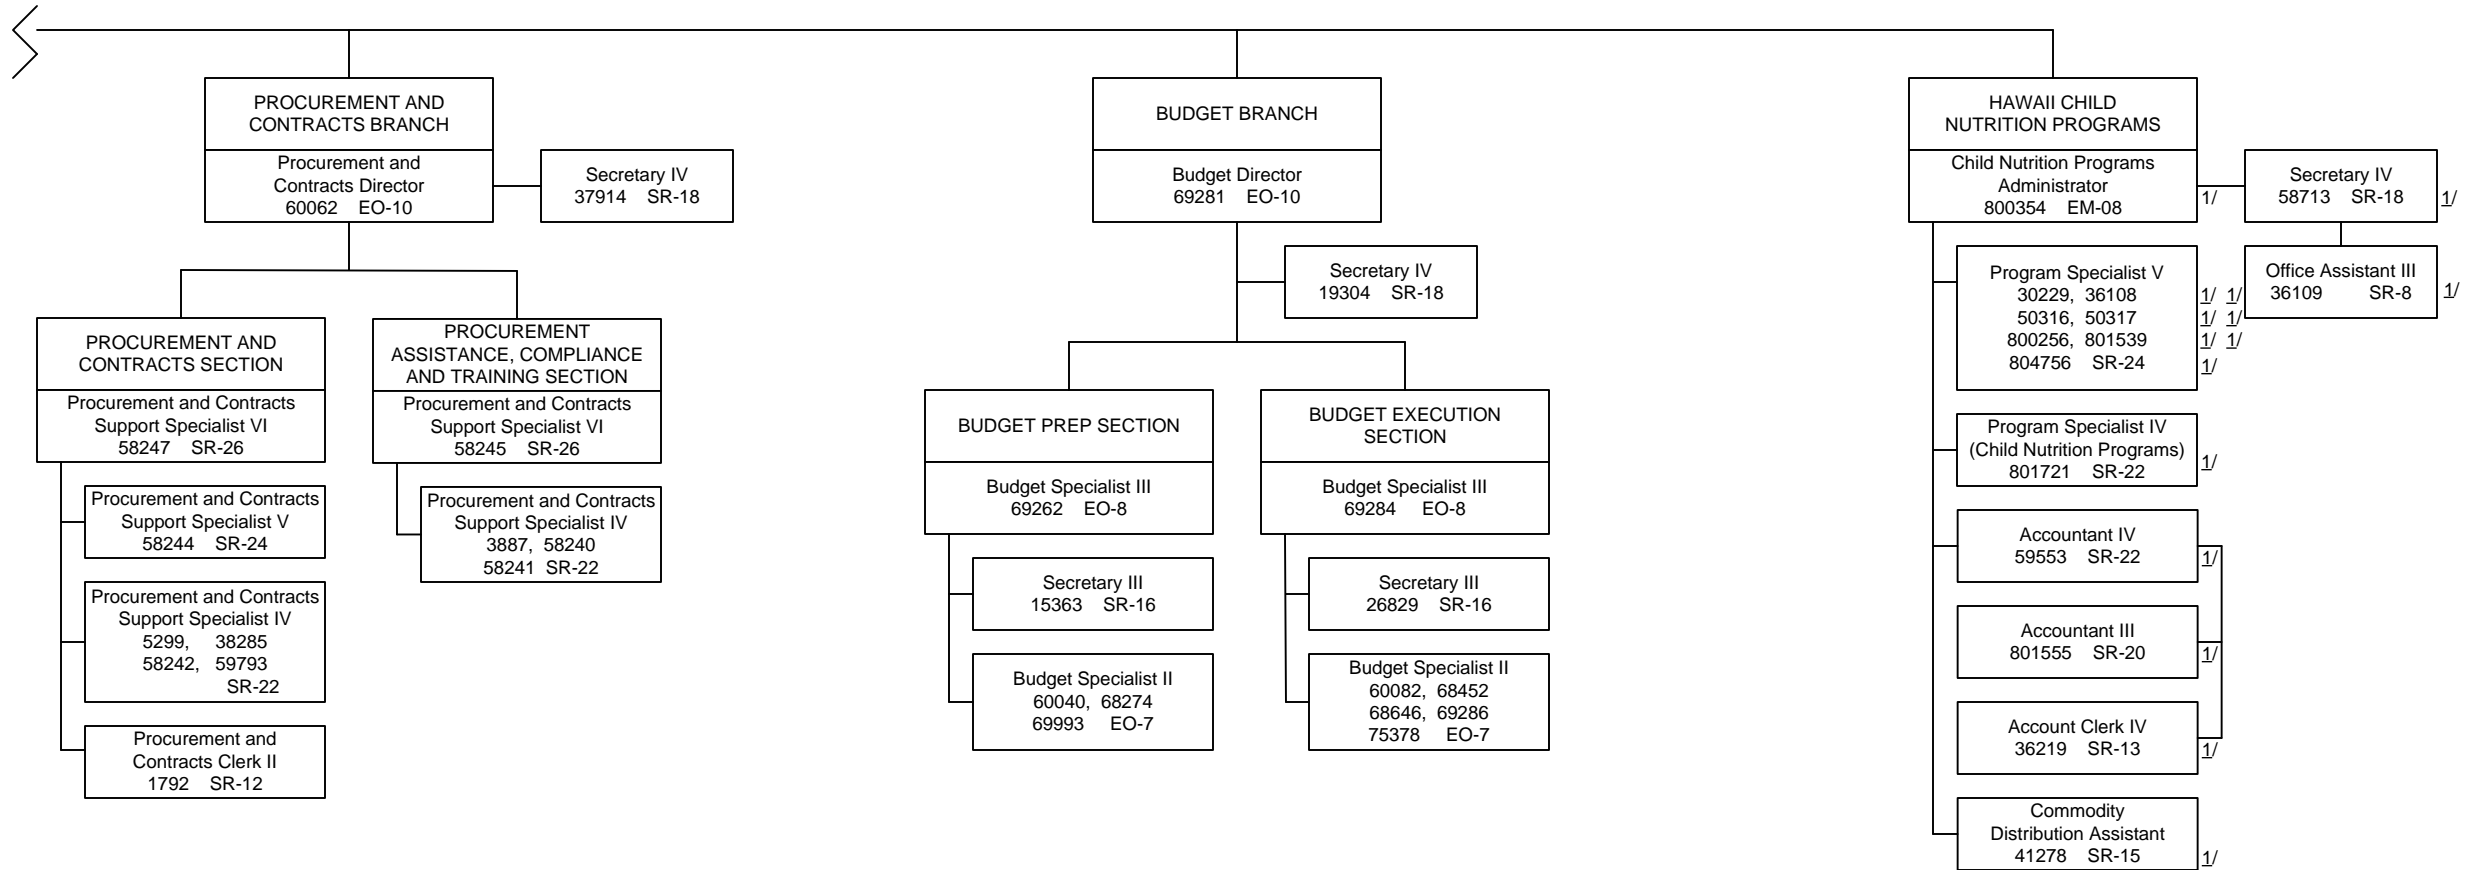 PROCUREMENT AND
CONTRACTS BRANCH
Procurement and
Contracts Director
60062 EO-10
Secretary IV
37914 SR-18
PROCUREMENT AND
CONTRACTS SECTION
Procurement and Contracts
Support Specialist VI
58247 SR-26
Procurement and Contracts
Support Specialist V
58244 SR-24
Procurement and Contracts
Support Specialist IV
5299, 38285
58242, 59793
SR-22
Procurement and
Contracts Clerk II
1792 SR-12
PROCUREMENT
ASSISTANCE, COMPLIANCE
AND TRAINING SECTION
Procurement and Contracts
Support Specialist VI
58245 SR-26
Procurement and Contracts
Support Specialist IV
3887, 58240
58241 SR-22
BUDGET BRANCH
Budget Director
69281 EO-10
Secretary IV
19304 SR-18
BUDGET PREP SECTION
Budget Specialist III
69262 EO-8
Secretary III
15363 SR-16
Budget Specialist II
60040, 68274
69993 EO-7
BUDGET EXECUTION
SECTION
Budget Specialist III
69284 EO-8
Secretary III
26829 SR-16
Budget Specialist II
60082, 68452
68646, 69286
75378 EO-7
HAWAII CHILD
NUTRITION PROGRAMS
Child Nutrition Programs
Administrator
800354 EM-08 1/
Secretary IV
58713 SR-18 1/
Office Assistant III
36109 SR-8 1/
Program Specialist V
30229, 36108 1/ 1/
50316, 50317 1/ 1/
800256, 801539 1/ 1/
804756 SR-24 1/
Program Specialist IV
(Child Nutrition Programs)
801721 SR-22 1/
Accountant IV
59553 SR-22 1/
Accountant III
801555 SR-20 1/
Account Clerk IV
36219 SR-13 1/
Commodity
Distribution Assistant
41278 SR-15 1/